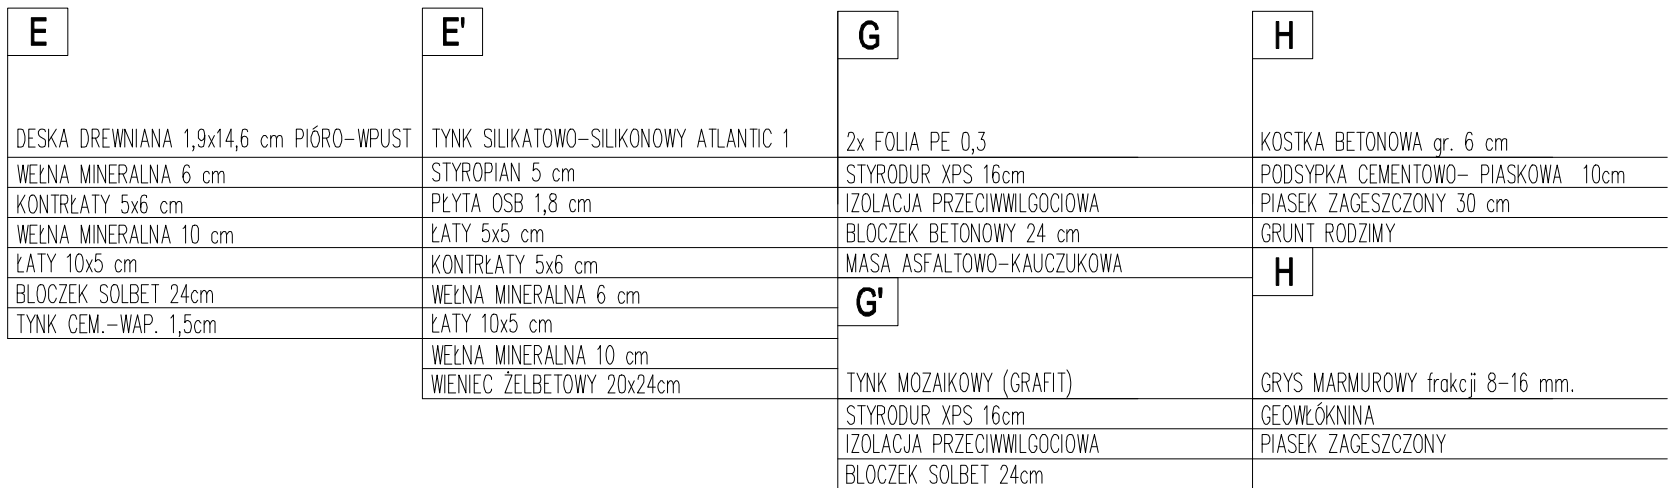 E
DESKA DREWNIANA 1,9x14,6 cm PIÓRO-WPUST
WEŁNA MINERALNA 6 cm
KONTRŁATY 5x6 cm
WEŁNA MINERALNA 10 cm
ŁATY 10x5 cm
BLOCZEK SOLBET 24cm
TYNK CEM.-WAP. 1,5cm
E'
TYNK SILIKATOWO-SILIKONOWY ATLANTIC 1
STYROPIAN 5 cm
PŁYTA OSB 1,8 cm
ŁATY 5x5 cm
KONTRŁATY 5x6 cm
WEŁNA MINERALNA 6 cm
ŁATY 10x5 cm
WEŁNA MINERALNA 10 cm
WIENIEC ŻELBETOWY 20x24cm
G
2x FOLIA PE 0,3
STYRODUR XPS 16cm
IZOLACJA PRZECIWWILGOCIOWA
BLOCZEK BETONOWY 24 cm
MASA ASFALTOWO-KAUCZUKOWA
G'
TYNK MOZAIKOWY (GRAFIT)
STYRODUR XPS 16cm
IZOLACJA PRZECIWWILGOCIOWA
BLOCZEK SOLBET 24cm
H
KOSTKA BETONOWA gr. 6 cm
PODSYPKA CEMENTOWO- PIASKOWA 10cm
PIASEK ZAGESZCZONY 30 cm
GRUNT RODZIMY
H
GRYS MARMUROWY frakcji 8-16 mm.
GEOWŁÓKNINA
PIASEK ZAGESZCZONY